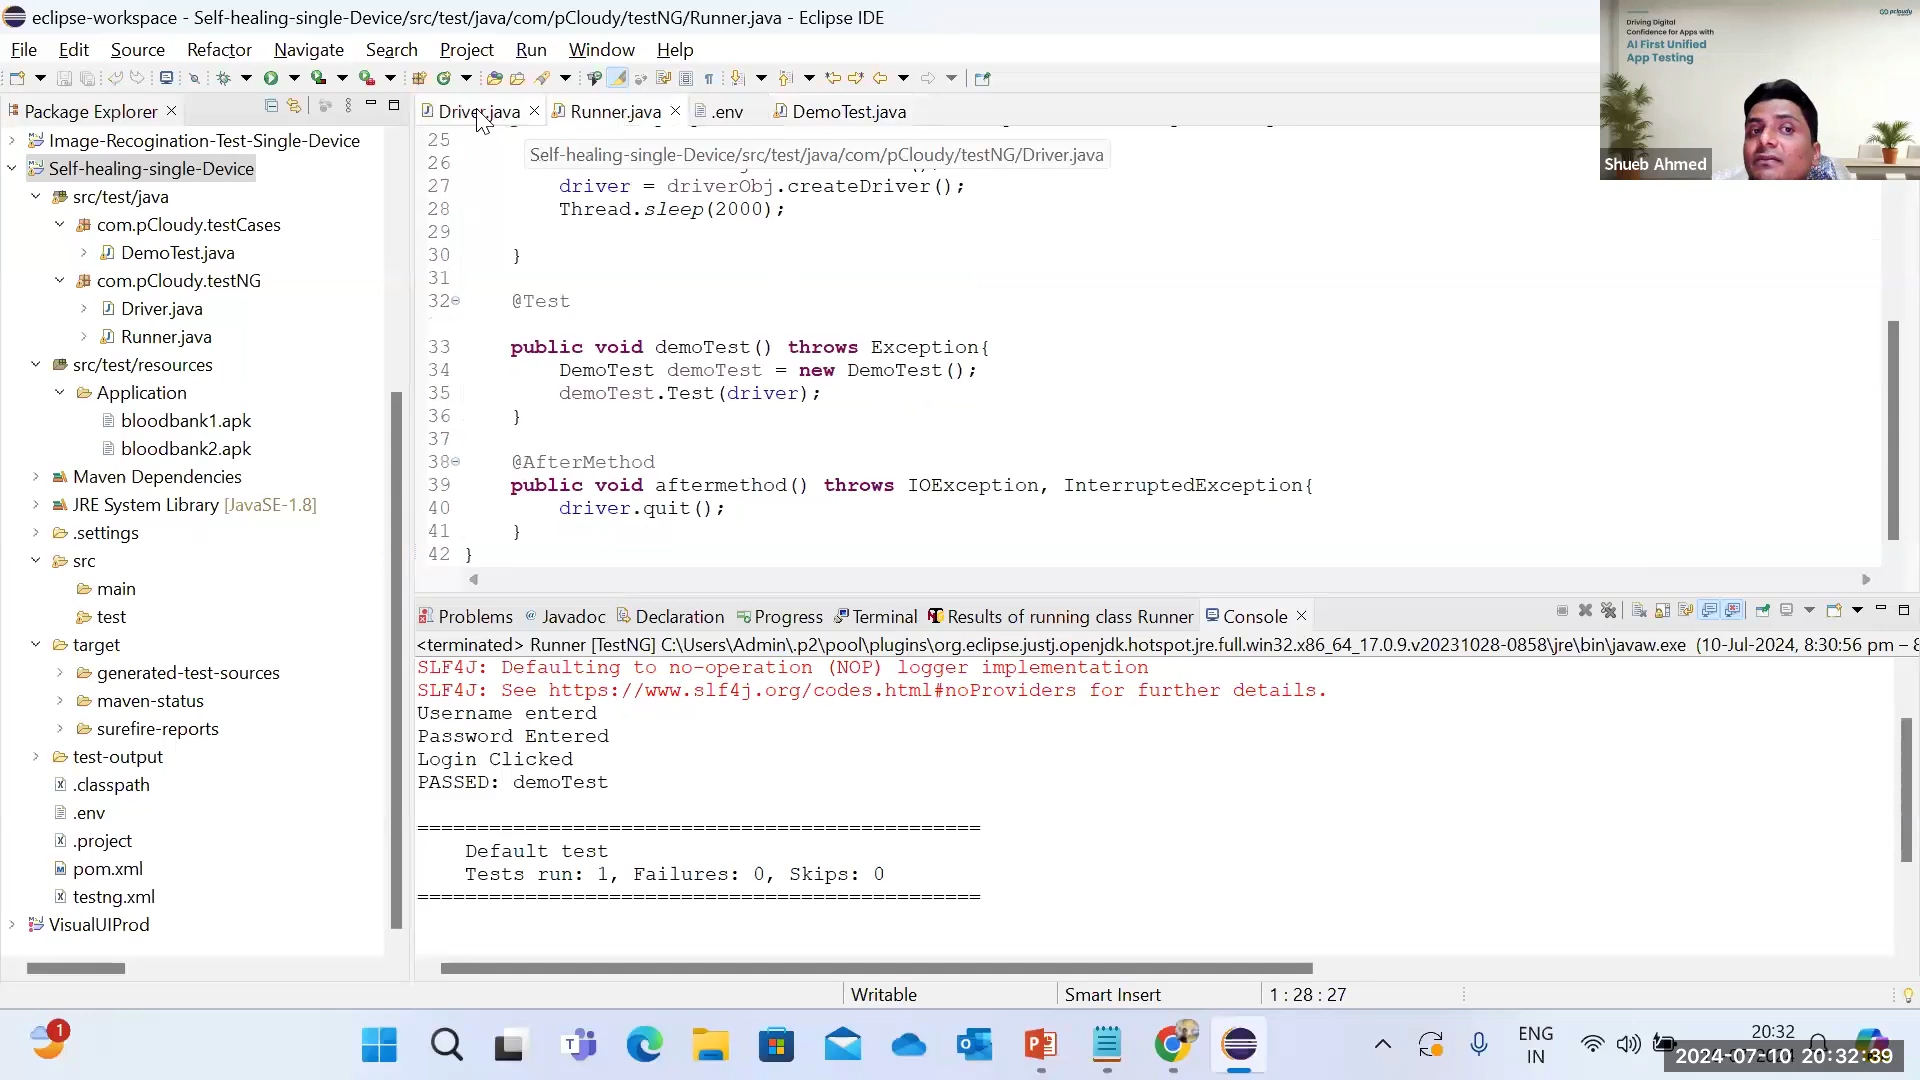 eclipse-workspace - Self-healing-single-Device/src/test/java/com/pCloudy/testNG/Runner.java - Eclipse IDE
File Edit Source Refactor Navigate Search Project Run Window Help
Package Explorer
Image-Recogination-Test-Single-Device
Self-healing-single-Device
src/test/java
com.pCloudy.testCases
DemoTest.java
com.pCloudy.testNG
Driver.java
Runner.java
src/test/resources
Application
bloodbank1.apk
bloodbank2.apk
Maven Dependencies
JRE System Library [JavaSE-1.8]
.settings
src
main
test
target
generated-test-sources
maven-status
surefire-reports
test-output
.classpath
.env
.project
pom.xml
testng.xml
VisualUIProd
Driver.java Runner.java .env DemoTest.java
25
26
Self-healing-single-Device/src/test/java/com/pCloudy/testNG/Driver.java
27 driver = driverObj.createDriver();
28 Thread.sleep(2000);
29
30 }
31
32 @Test
33 public void demoTest() throws Exception{
34 DemoTest demoTest = new DemoTest();
35 demoTest.Test(driver);
36 }
37
38 @AfterMethod
39 public void aftermethod() throws IOException, InterruptedException{
40 driver.quit();
41 }
42 }
Problems Javadoc Declaration Progress Terminal Results of running class Runner Console
<terminated> Runner [TestNG] C:\Users\Admin\.p2\pool\plugins\org.eclipse.justj.openjdk.hotspot.jre.full.win32.x86_64_17.0.9.v20231028-0858\jre\bin\javaw.exe (10-Jul-2024, 8:30:56 pm – 8
SLF4J: Defaulting to no-operation (NOP) logger implementation
SLF4J: See https://www.slf4j.org/codes.html#noProviders for further details.
Username enterd
Password Entered
Login Clicked
PASSED: demoTest
===============================================
Default test
Tests run: 1, Failures: 0, Skips: 0
===============================================
Writable Smart Insert 1 : 28 : 27
pcloudy
Driving Digital
Confidence for Apps with
AI First Unified
App Testing
Shueb Ahmed
1
ENG
IN
20:32
2024-07-10 20:32:39